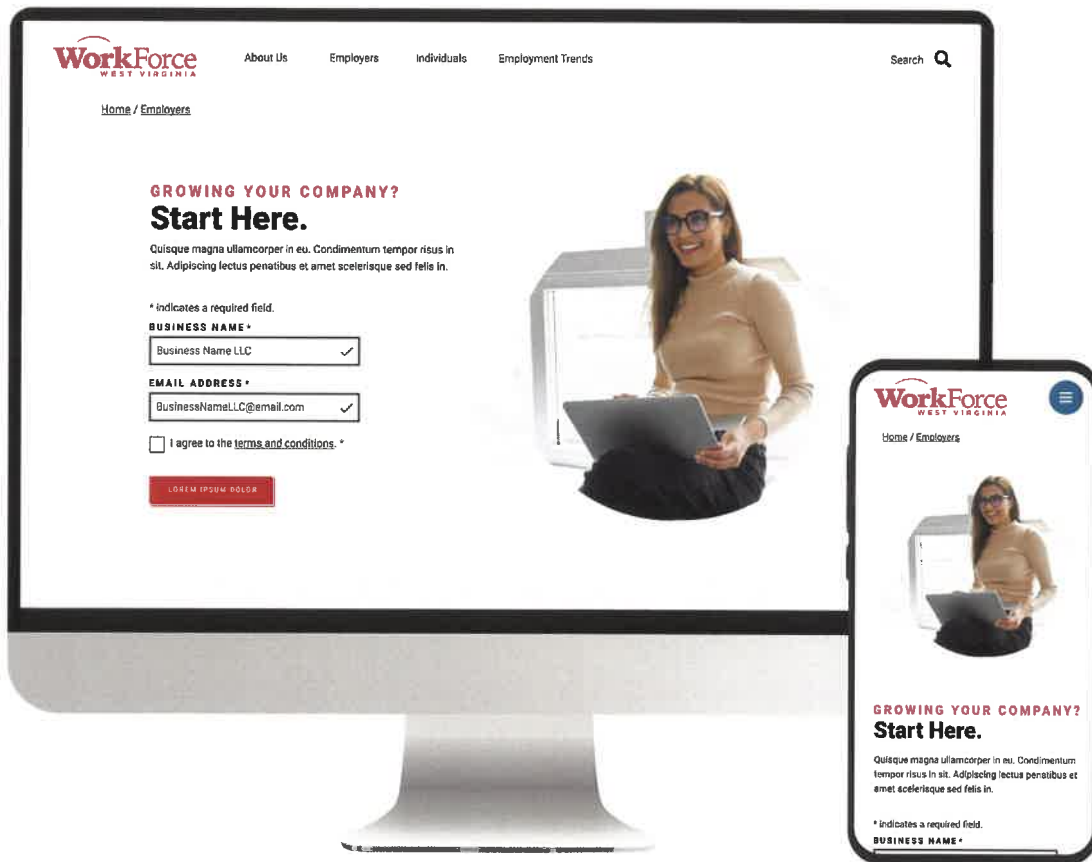 WorkForce
WEST VIRGINIA
About Us
Employers
Individuals
Employment Trends
Search
Home / Employers
GROWING YOUR COMPANY?
Start Here.
Quisque magna ullamcorper in eu. Condimentum tempor risus in
sit. Adipiscing lectus penatibus et amet scelerisque sed felis in.
* indicates a required field.
BUSINESS NAME*
Business Name LLC
EMAIL ADDRESS*
BusinessNameLLC@email.com
I agree to the terms and conditions. *
LOREM IPSUM DOLOR
WorkForce
WEST VIRGINIA
Home / Employers
GROWING YOUR COMPANY?
Start Here.
Quisque magna ullamcorper in eu. Condimentum
tempor risus in sit. Adipiscing lectus penatibus et
amet scelerisque sed felis in.
* indicates a required field.
BUSINESS NAME*